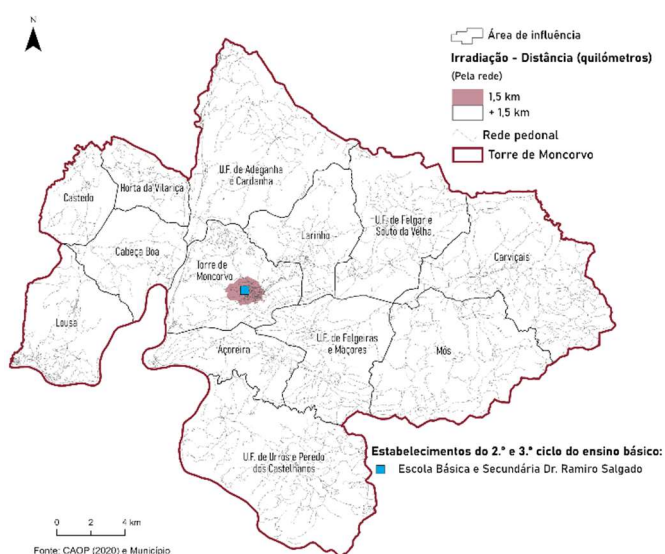 N
Área de influência
Irradiação - Distância (quilómetros)
(Pela rede)
1,5 km
+ 1,5 km
Rede pedonal
Torre de Moncorvo
U.F. de Adeganha
e Cardanha
Horta da Vilariça
Castedo
Larinho
U.F. de Felgar e
Souto da Velha
Cabeça Boa
Carviçais
Torre de
Moncorvo
Lousa
U.F. de Felgueiras
e Maçores
Açoreira
Mós
U.F. de Urros e Peredo
dos Castelhanos
Estabelecimentos do 2.º e 3.º ciclo do ensino básico:
Escola Básica e Secundária Dr. Ramiro Salgado
0 2 4 km
Fonte: CAOP (2020) e Município